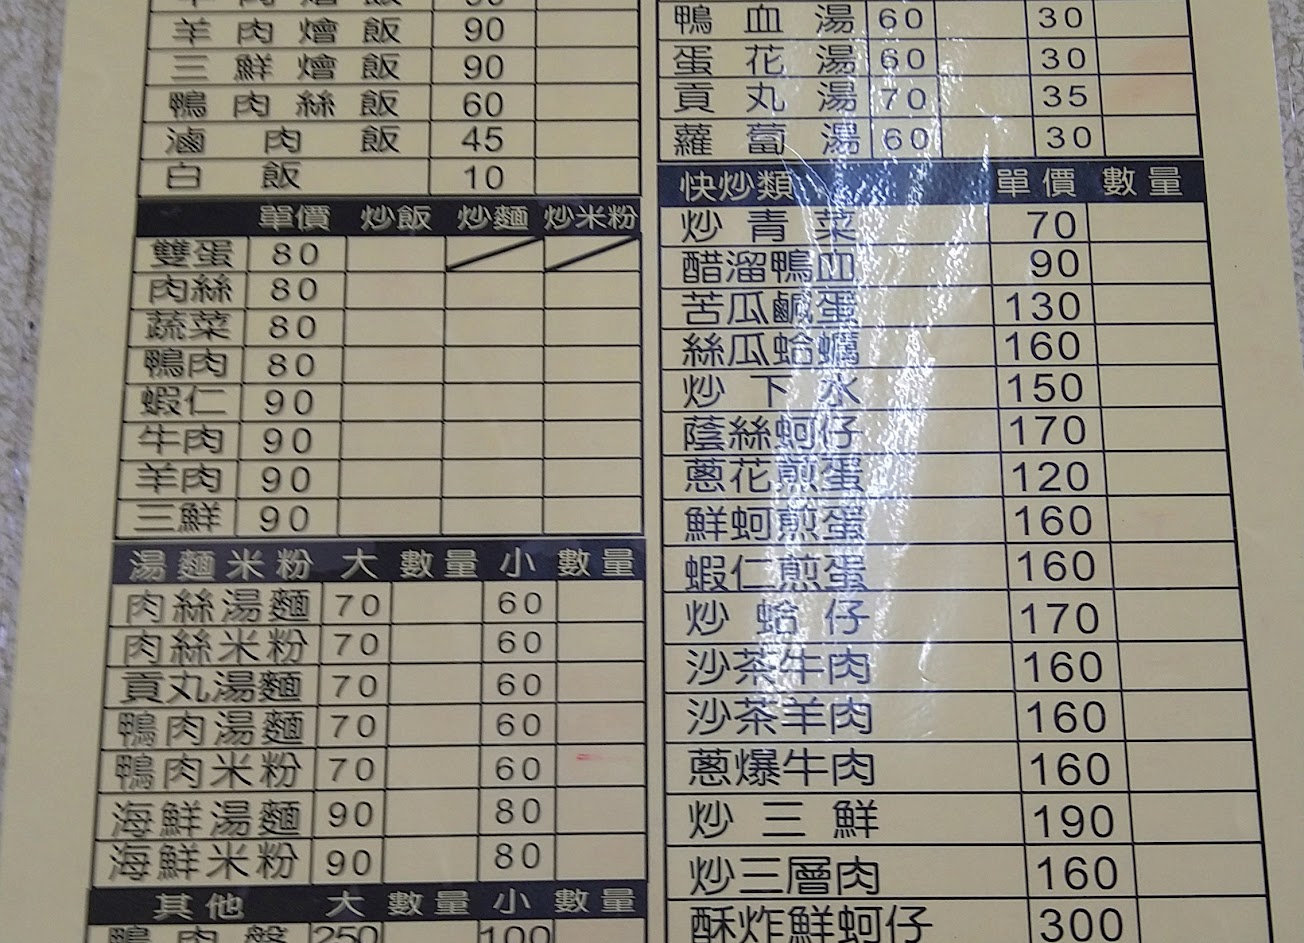 羊肉燴飯 90
三鮮燴飯 90
鴨肉絲飯 60
滷肉飯 45
白飯 10
單價 炒飯 炒麵 炒米粉
雙蛋 80
肉絲 80
蔬菜 80
鴨肉 80
蝦仁 90
牛肉 90
羊肉 90
三鮮 90
湯麵米粉 大 數量 小 數量
肉絲湯麵 70 60
肉絲米粉 70 60
貢丸湯麵 70 60
鴨肉湯麵 70 60
鴨肉米粉 70 60
海鮮湯麵 90 80
海鮮米粉 90 80
其他 大 數量 小 數量
鴨肉盤 250 100
鴨血湯 60 30
蛋花湯 60 30
貢丸湯 70 35
蘿蔔湯 60 30
快炒類 單價 數量
炒青菜 70
醋溜鴨血 90
苦瓜鹹蛋 130
絲瓜蛤蠣 160
炒下水 150
蔭絲蚵仔 170
蔥花煎蛋 120
鮮蚵煎蛋 160
蝦仁煎蛋 160
炒蛤仔 170
沙茶牛肉 160
沙茶羊肉 160
蔥爆牛肉 160
炒三鮮 190
炒三層肉 160
酥炸鮮蚵仔 300